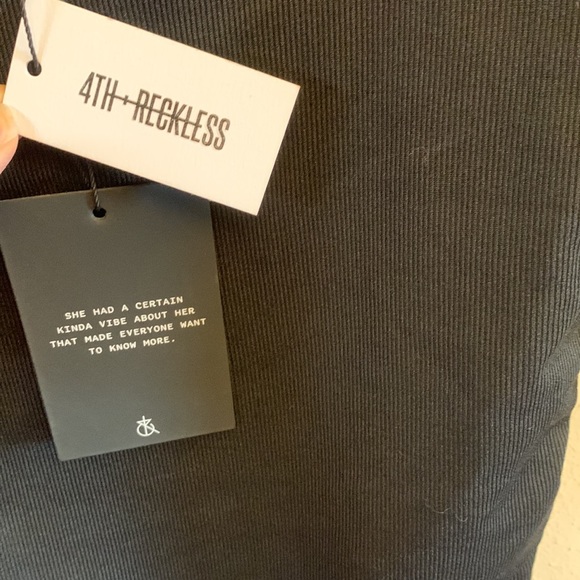 4TH + RECKLESS
SHE HAD A CERTAIN
KINDA VIBE ABOUT HER
THAT MADE EVERYONE WANT
TO KNOW MORE.